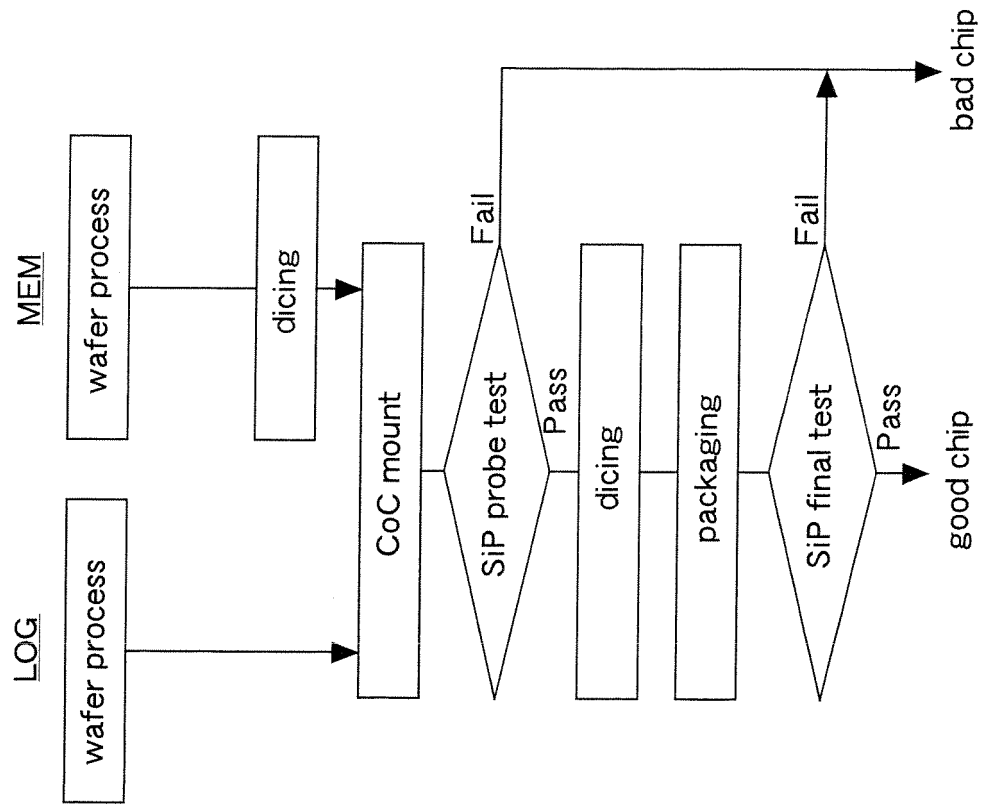 LOG
MEM
wafer process
wafer process
dicing
CoC mount
SiP probe test
Fail
Pass
dicing
packaging
SiP final test
Fail
Pass
good chip
bad chip